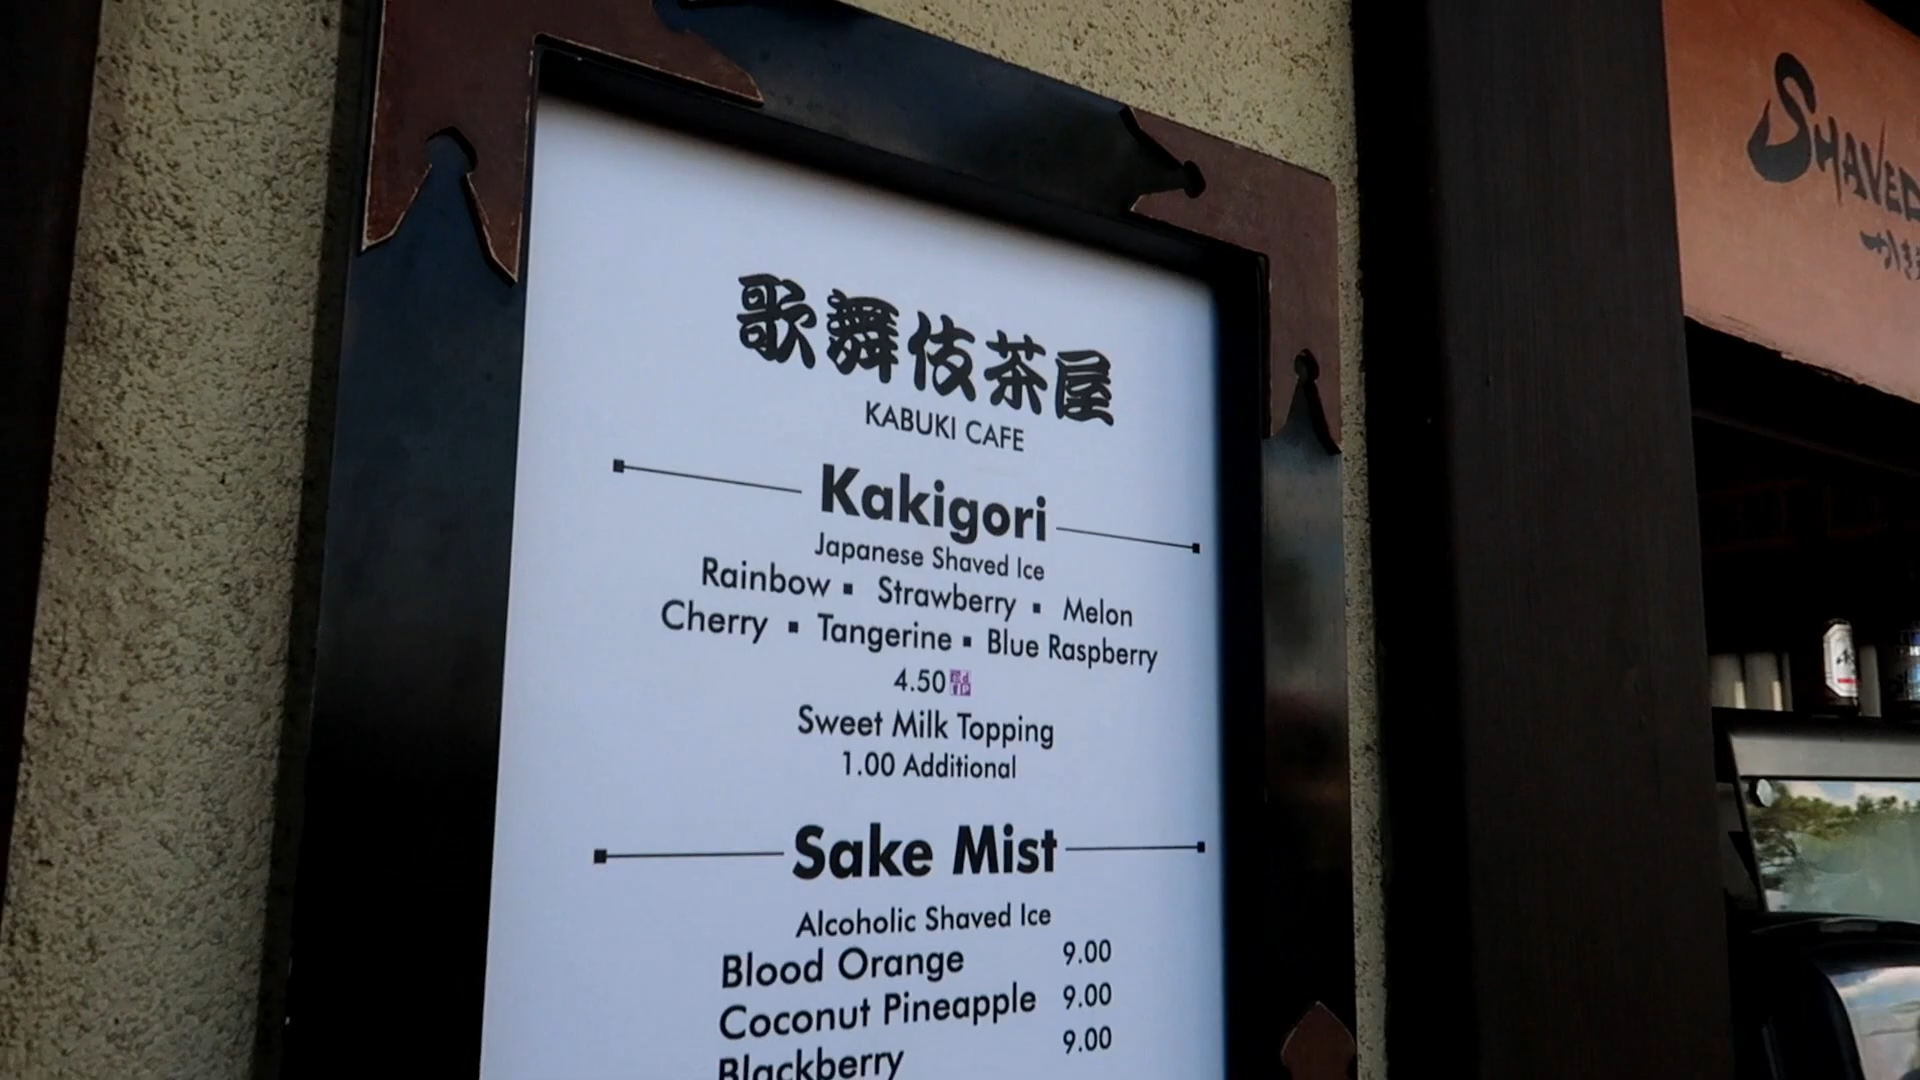 歌舞伎茶屋
KABUKI CAFE
Kakigori
Japanese Shaved Ice
Rainbow ▪ Strawberry ▪ Melon
Cherry ▪ Tangerine ▪ Blue Raspberry
4.50
Sweet Milk Topping
1.00 Additional
Sake Mist
Alcoholic Shaved Ice
Blood Orange 9.00
Coconut Pineapple 9.00
Blackberry 9.00
SHAVED
かき